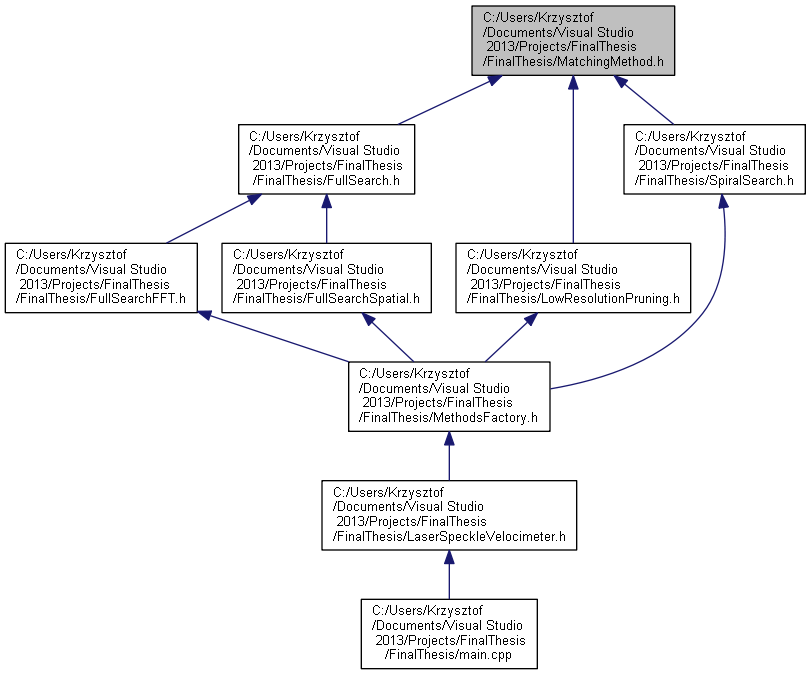 C:/Users/Krzysztof
/Documents/Visual Studio
2013/Projects/FinalThesis
/FinalThesis/MatchingMethod.h
C:/Users/Krzysztof
/Documents/Visual Studio
2013/Projects/FinalThesis
/FinalThesis/FullSearch.h
C:/Users/Krzysztof
/Documents/Visual Studio
2013/Projects/FinalThesis
/FinalThesis/SpiralSearch.h
C:/Users/Krzysztof
/Documents/Visual Studio
2013/Projects/FinalThesis
/FinalThesis/FullSearchFFT.h
C:/Users/Krzysztof
/Documents/Visual Studio
2013/Projects/FinalThesis
/FinalThesis/FullSearchSpatial.h
C:/Users/Krzysztof
/Documents/Visual Studio
2013/Projects/FinalThesis
/FinalThesis/LowResolutionPruning.h
C:/Users/Krzysztof
/Documents/Visual Studio
2013/Projects/FinalThesis
/FinalThesis/MethodsFactory.h
C:/Users/Krzysztof
/Documents/Visual Studio
2013/Projects/FinalThesis
/FinalThesis/LaserSpeckleVelocimeter.h
C:/Users/Krzysztof
/Documents/Visual Studio
2013/Projects/FinalThesis
/FinalThesis/main.cpp